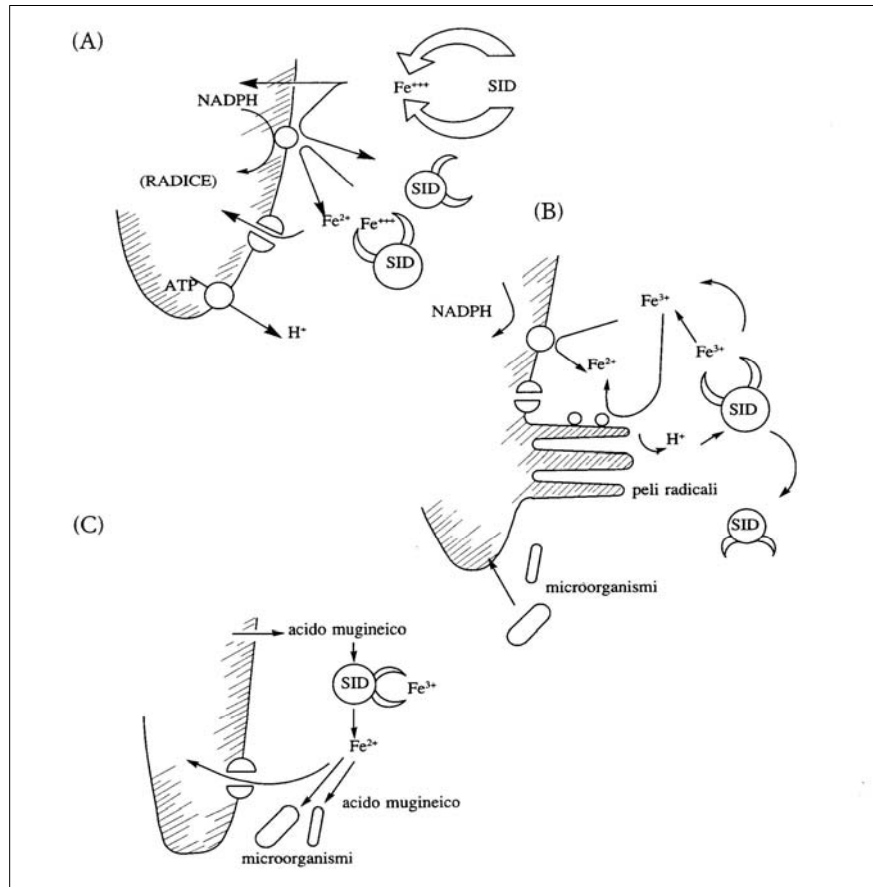 (A)
Fe+++
SID
NADPH
(RADICE)
SID
Fe²⁺
Fe+++
SID
ATP
H⁺
(B)
NADPH
Fe³⁺
Fe³⁺
Fe²⁺
SID
H⁺
peli radicali
SID
microorganismi
(C)
acido mugineico
SID
Fe³⁺
Fe²⁺
acido mugineico
microorganismi